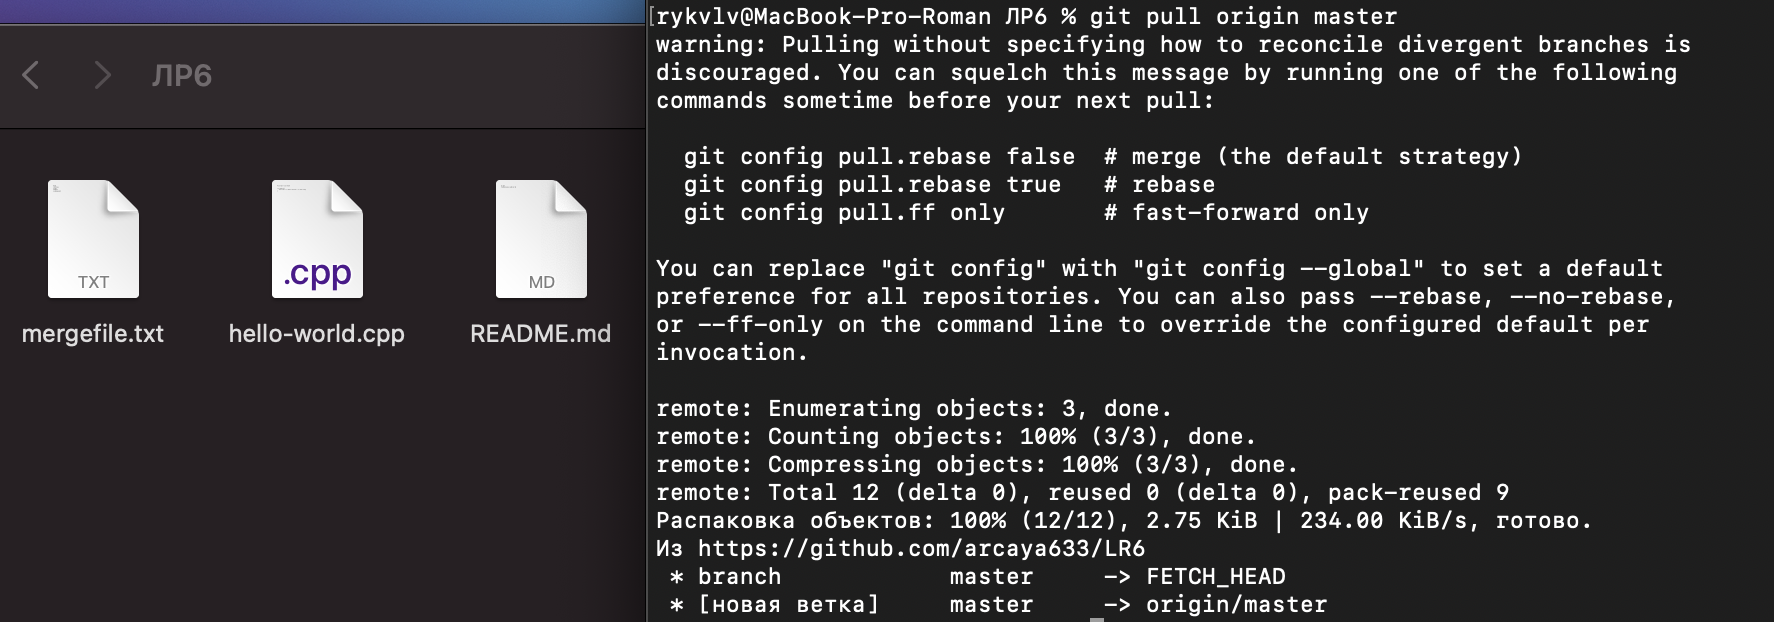 ЛР6
TXT
mergefile.txt
.cpp
hello-world.cpp
MD
README.md
[rykvlv@MacBook-Pro-Roman ЛР6 % git pull origin master
warning: Pulling without specifying how to reconcile divergent branches is
discouraged. You can squelch this message by running one of the following
commands sometime before your next pull:
git config pull.rebase false  # merge (the default strategy)
git config pull.rebase true   # rebase
git config pull.ff only       # fast-forward only
You can replace "git config" with "git config --global" to set a default
preference for all repositories. You can also pass --rebase, --no-rebase,
or --ff-only on the command line to override the configured default per
invocation.
remote: Enumerating objects: 3, done.
remote: Counting objects: 100% (3/3), done.
remote: Compressing objects: 100% (3/3), done.
remote: Total 12 (delta 0), reused 0 (delta 0), pack-reused 9
Распаковка объектов: 100% (12/12), 2.75 KiB | 234.00 KiB/s, готово.
Из https://github.com/arcaya633/LR6
* branch            master     -> FETCH_HEAD
* [новая ветка]     master     -> origin/master